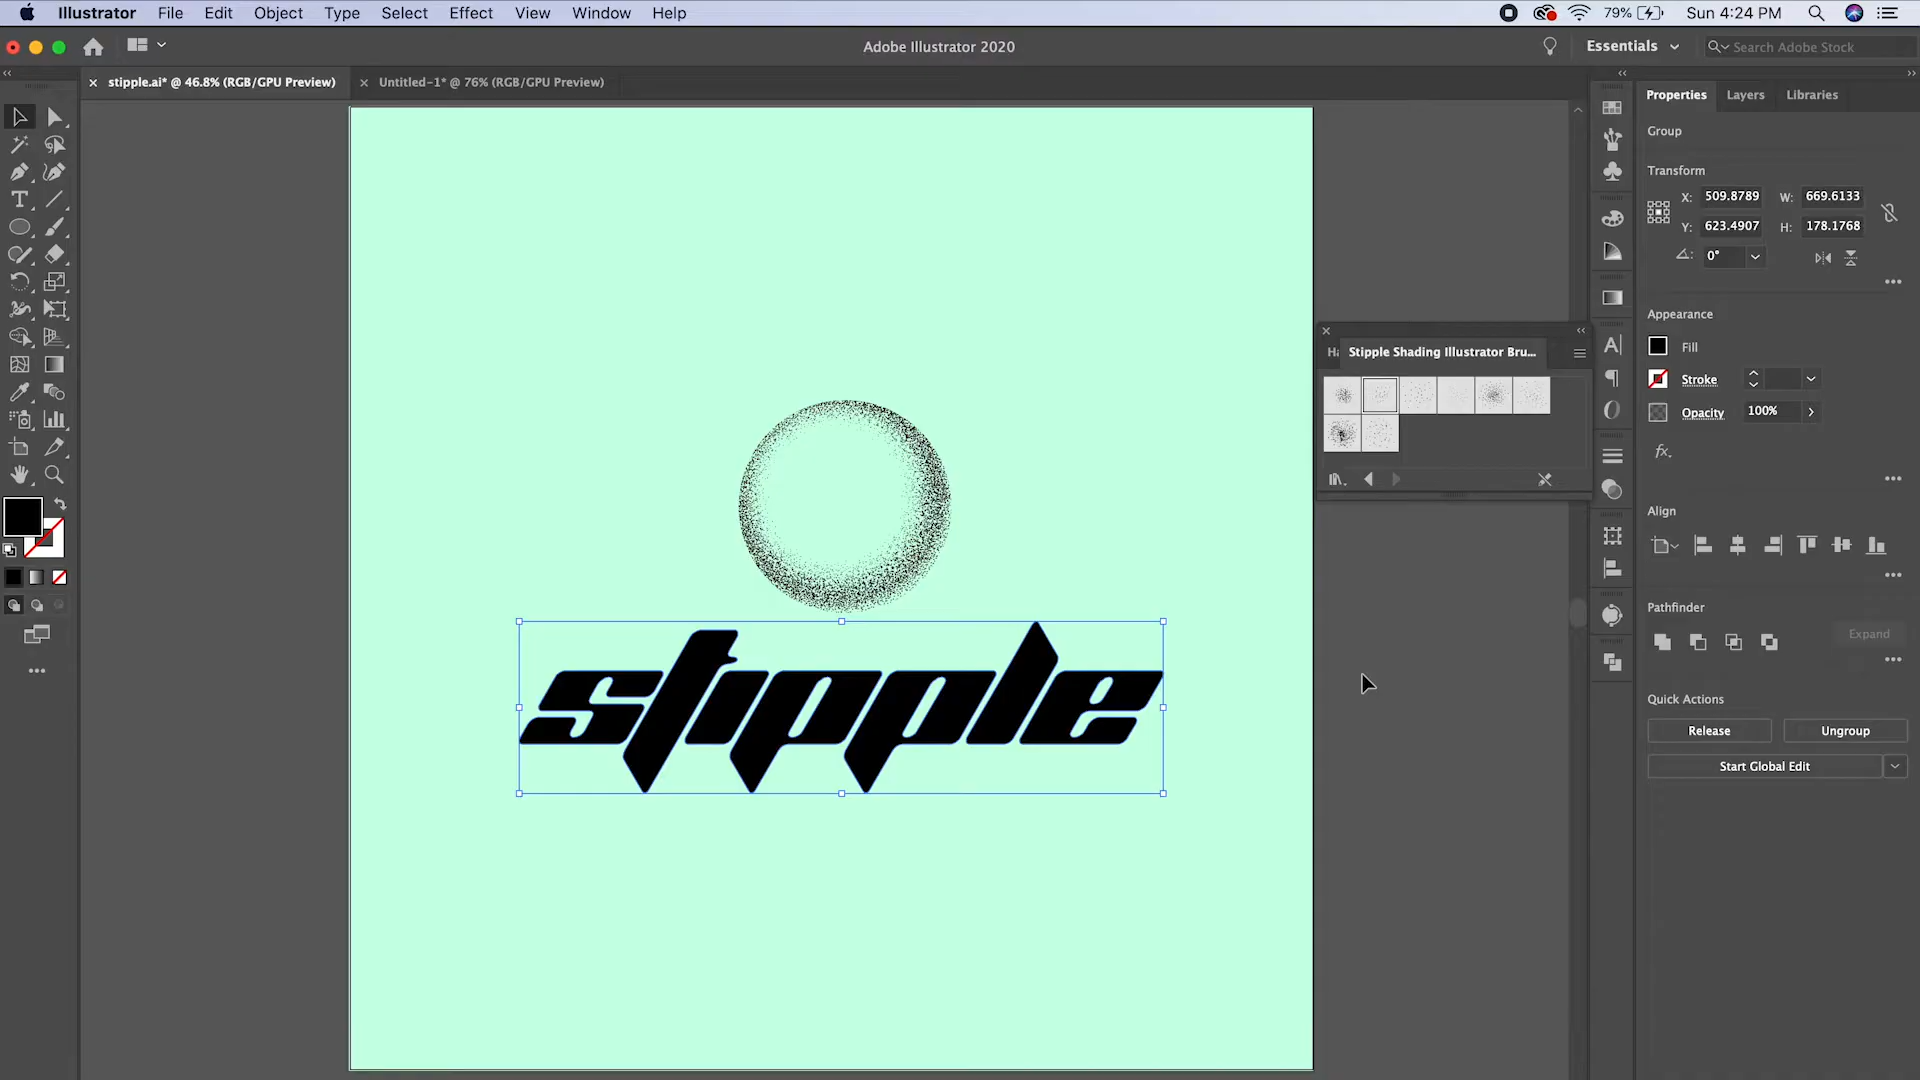 Illustrator File Edit Object Type Select Effect View Window Help
79% Sun 4:24 PM
Adobe Illustrator 2020
Essentials
Search Adobe Stock
stipple.ai* @ 46.8% (RGB/GPU Preview)
Untitled-1* @ 76% (RGB/GPU Preview)
Properties Layers Libraries
Group
Transform
X: 509.8789 W: 669.6133
Y: 623.4907 H: 178.1768
0°
Appearance
Fill
Stroke
Opacity 100%
fx.
Align
Pathfinder
Expand
Quick Actions
Release Ungroup
Start Global Edit
Ha Stipple Shading Illustrator Bru...
stipple